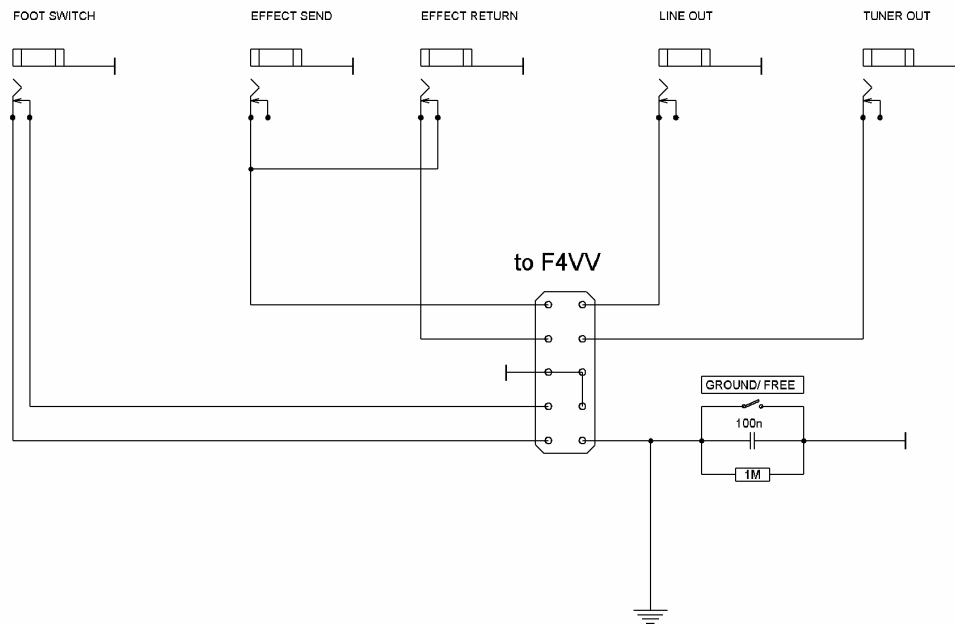 FOOT SWITCH
EFFECT SEND
EFFECT RETURN
LINE OUT
TUNER OUT
to F4VV
GROUND/ FREE
100n
1M